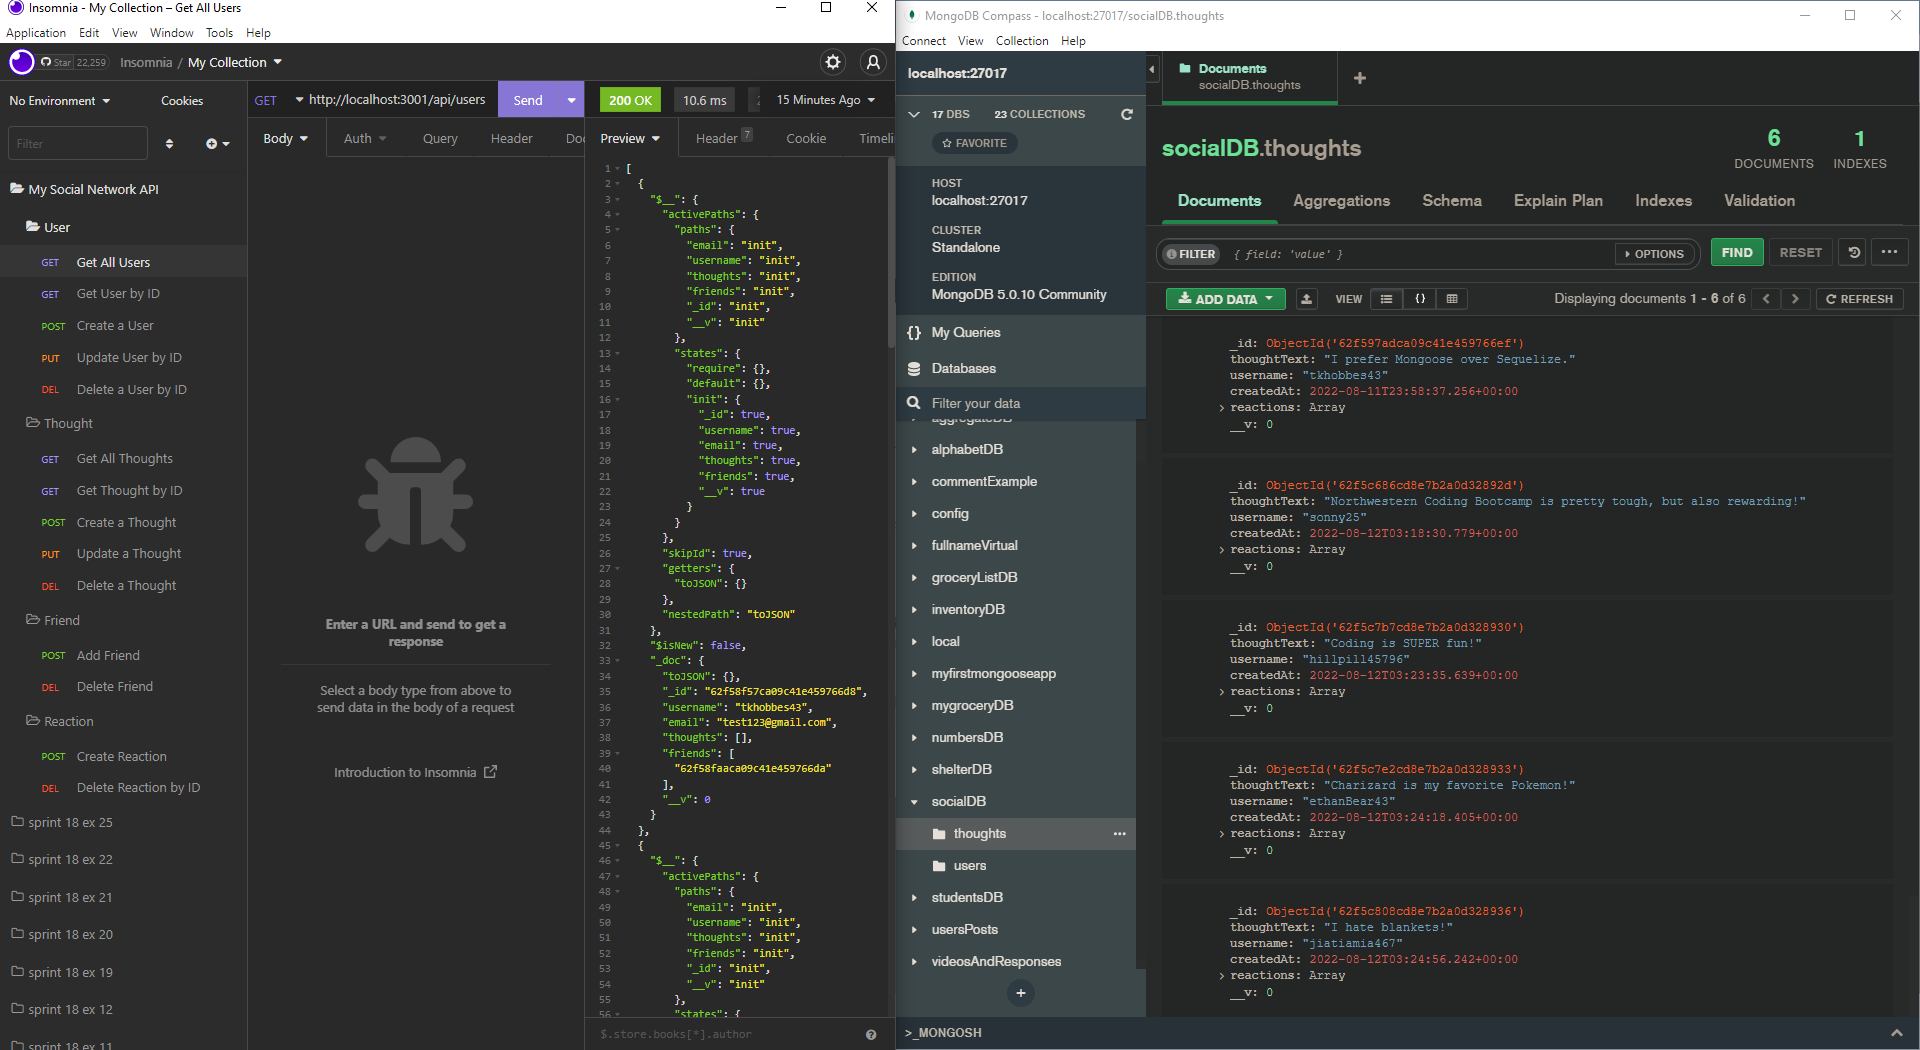 Insomnia - My Collection – Get All Users
Application Edit View Window Tools Help
Star 22,259 Insomnia / My Collection
No Environment Cookies
Filter
My Social Network API
User
GET Get All Users
GET Get User by ID
POST Create a User
PUT Update User by ID
DEL Delete a User by ID
Thought
GET Get All Thoughts
GET Get Thought by ID
POST Create a Thought
PUT Update a Thought
DEL Delete a Thought
Friend
POST Add Friend
DEL Delete Friend
Reaction
POST Create Reaction
DEL Delete Reaction by ID
sprint 18 ex 25
sprint 18 ex 22
sprint 18 ex 21
sprint 18 ex 20
sprint 18 ex 19
sprint 18 ex 12
sprint 18 ex 11
GET http://localhost:3001/api/users Send
Body Auth Query Header Doc
Enter a URL and send to get a
response
Select a body type from above to
send data in the body of a request
Introduction to Insomnia
200 OK 10.6 ms 2 15 Minutes Ago
Preview Header 7 Cookie Timeli
1 [
2 {
3 "$__": {
4 "activePaths": {
5 "paths": {
6 "email": "init",
7 "username": "init",
8 "thoughts": "init",
9 "friends": "init",
10 "_id": "init",
11 "__v": "init"
12 },
13 "states": {
14 "require": {},
15 "default": {},
16 "init": {
17 "_id": true,
18 "username": true,
19 "email": true,
20 "thoughts": true,
21 "friends": true,
22 "__v": true
23 }
24 }
25 },
26 "skipId": true,
27 "getters": {
28 "toJSON": {}
29 },
30 "nestedPath": "toJSON"
31 },
32 "$isNew": false,
33 "_doc": {
34 "toJSON": {},
35 "_id": "62f58f57ca09c41e459766d8",
36 "username": "tkhobbes43",
37 "email": "test123@gmail.com",
38 "thoughts": [],
39 "friends": [
40 "62f58faaca09c41e459766da"
41 ],
42 "__v": 0
43 }
44 },
45 {
46 "$__": {
47 "activePaths": {
48 "paths": {
49 "email": "init",
50 "username": "init",
51 "thoughts": "init",
52 "friends": "init",
53 "_id": "init",
54 "__v": "init"
55 },
56 "states": {
$.store.books[*].author
MongoDB Compass - localhost:27017/socialDB.thoughts
Connect View Collection Help
localhost:27017
17 DBS 23 COLLECTIONS
FAVORITE
HOST
localhost:27017
CLUSTER
Standalone
EDITION
MongoDB 5.0.10 Community
{} My Queries
Databases
Filter your data
aggregateDB
alphabetDB
commentExample
config
fullnameVirtual
groceryListDB
inventoryDB
local
myfirstmongooseapp
mygroceryDB
numbersDB
shelterDB
socialDB
thoughts
users
studentsDB
usersPosts
videosAndResponses
>_MONGOSH
Documents
socialDB.thoughts
socialDB.thoughts
6
DOCUMENTS
1
INDEXES
Documents Aggregations Schema Explain Plan Indexes Validation
FILTER { field: 'value' } OPTIONS FIND RESET
ADD DATA VIEW {} Displaying documents 1 - 6 of 6 REFRESH
_id: ObjectId('62f597adca09c41e459766ef')
thoughtText: "I prefer Mongoose over Sequelize."
username: "tkhobbes43"
createdAt: 2022-08-11T23:58:37.256+00:00
reactions: Array
__v: 0
_id: ObjectId('62f5c686cd8e7b2a0d32892d')
thoughtText: "Northwestern Coding Bootcamp is pretty tough, but also rewarding!"
username: "sonny25"
createdAt: 2022-08-12T03:18:30.779+00:00
reactions: Array
__v: 0
_id: ObjectId('62f5c7b7cd8e7b2a0d328930')
thoughtText: "Coding is SUPER fun!"
username: "hillpill45796"
createdAt: 2022-08-12T03:23:35.639+00:00
reactions: Array
__v: 0
_id: ObjectId('62f5c7e2cd8e7b2a0d328933')
thoughtText: "Charizard is my favorite Pokemon!"
username: "ethanBear43"
createdAt: 2022-08-12T03:24:18.405+00:00
reactions: Array
__v: 0
_id: ObjectId('62f5c808cd8e7b2a0d328936')
thoughtText: "I hate blankets!"
username: "jiatiamia467"
createdAt: 2022-08-12T03:24:56.242+00:00
reactions: Array
__v: 0